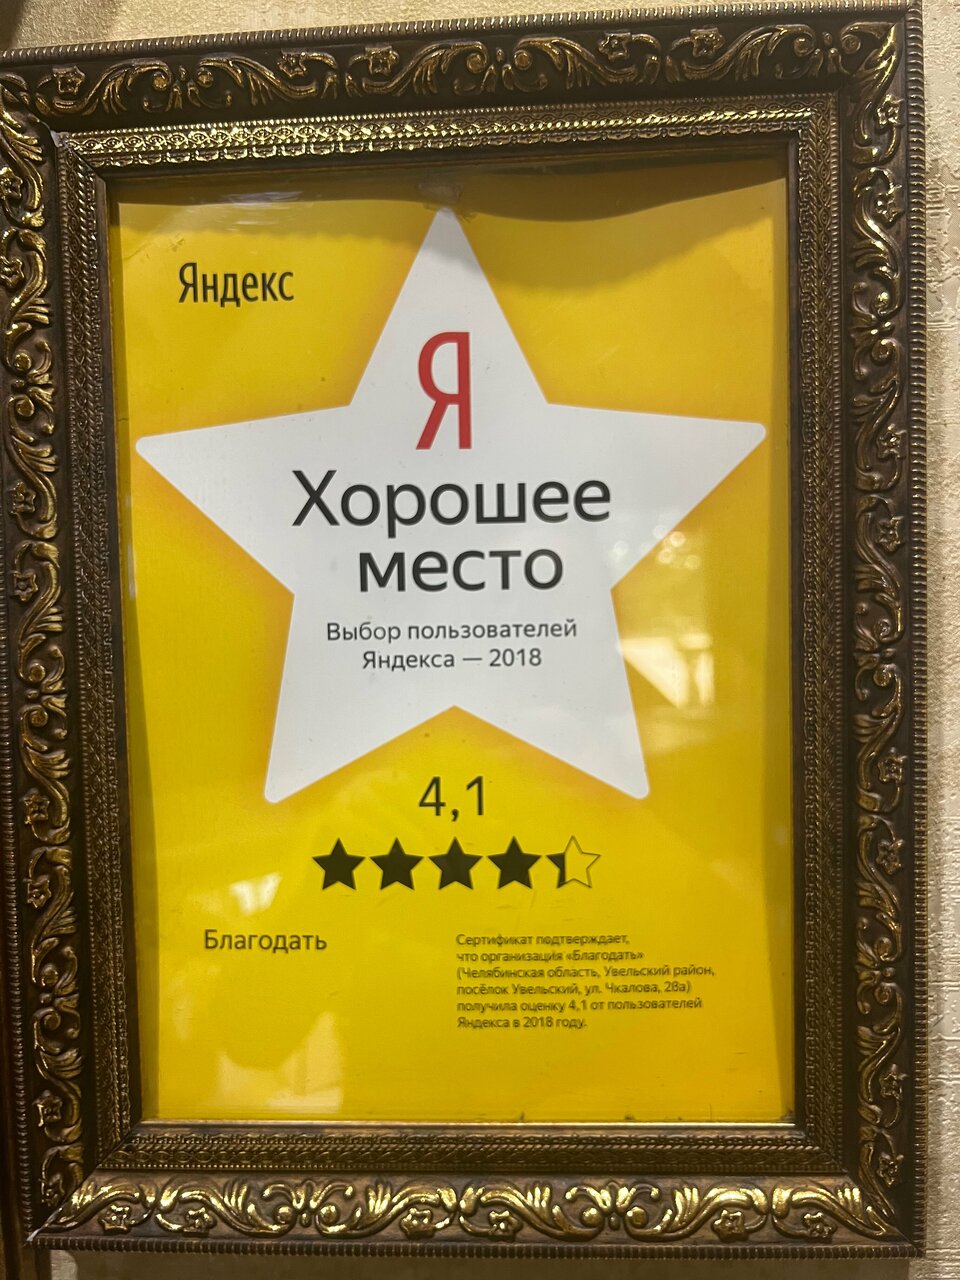 Яндекс
Я
Хорошее
место
Выбор пользователей
Яндекса — 2018
4,1
Благодать
Сертификат подтверждает,
что организация «Благодать»
(Челябинская область, Увельский район,
посёлок Увельский, ул. Чкалова, 28а)
получила оценку 4,1 от пользователей
Яндекса в 2018 году.